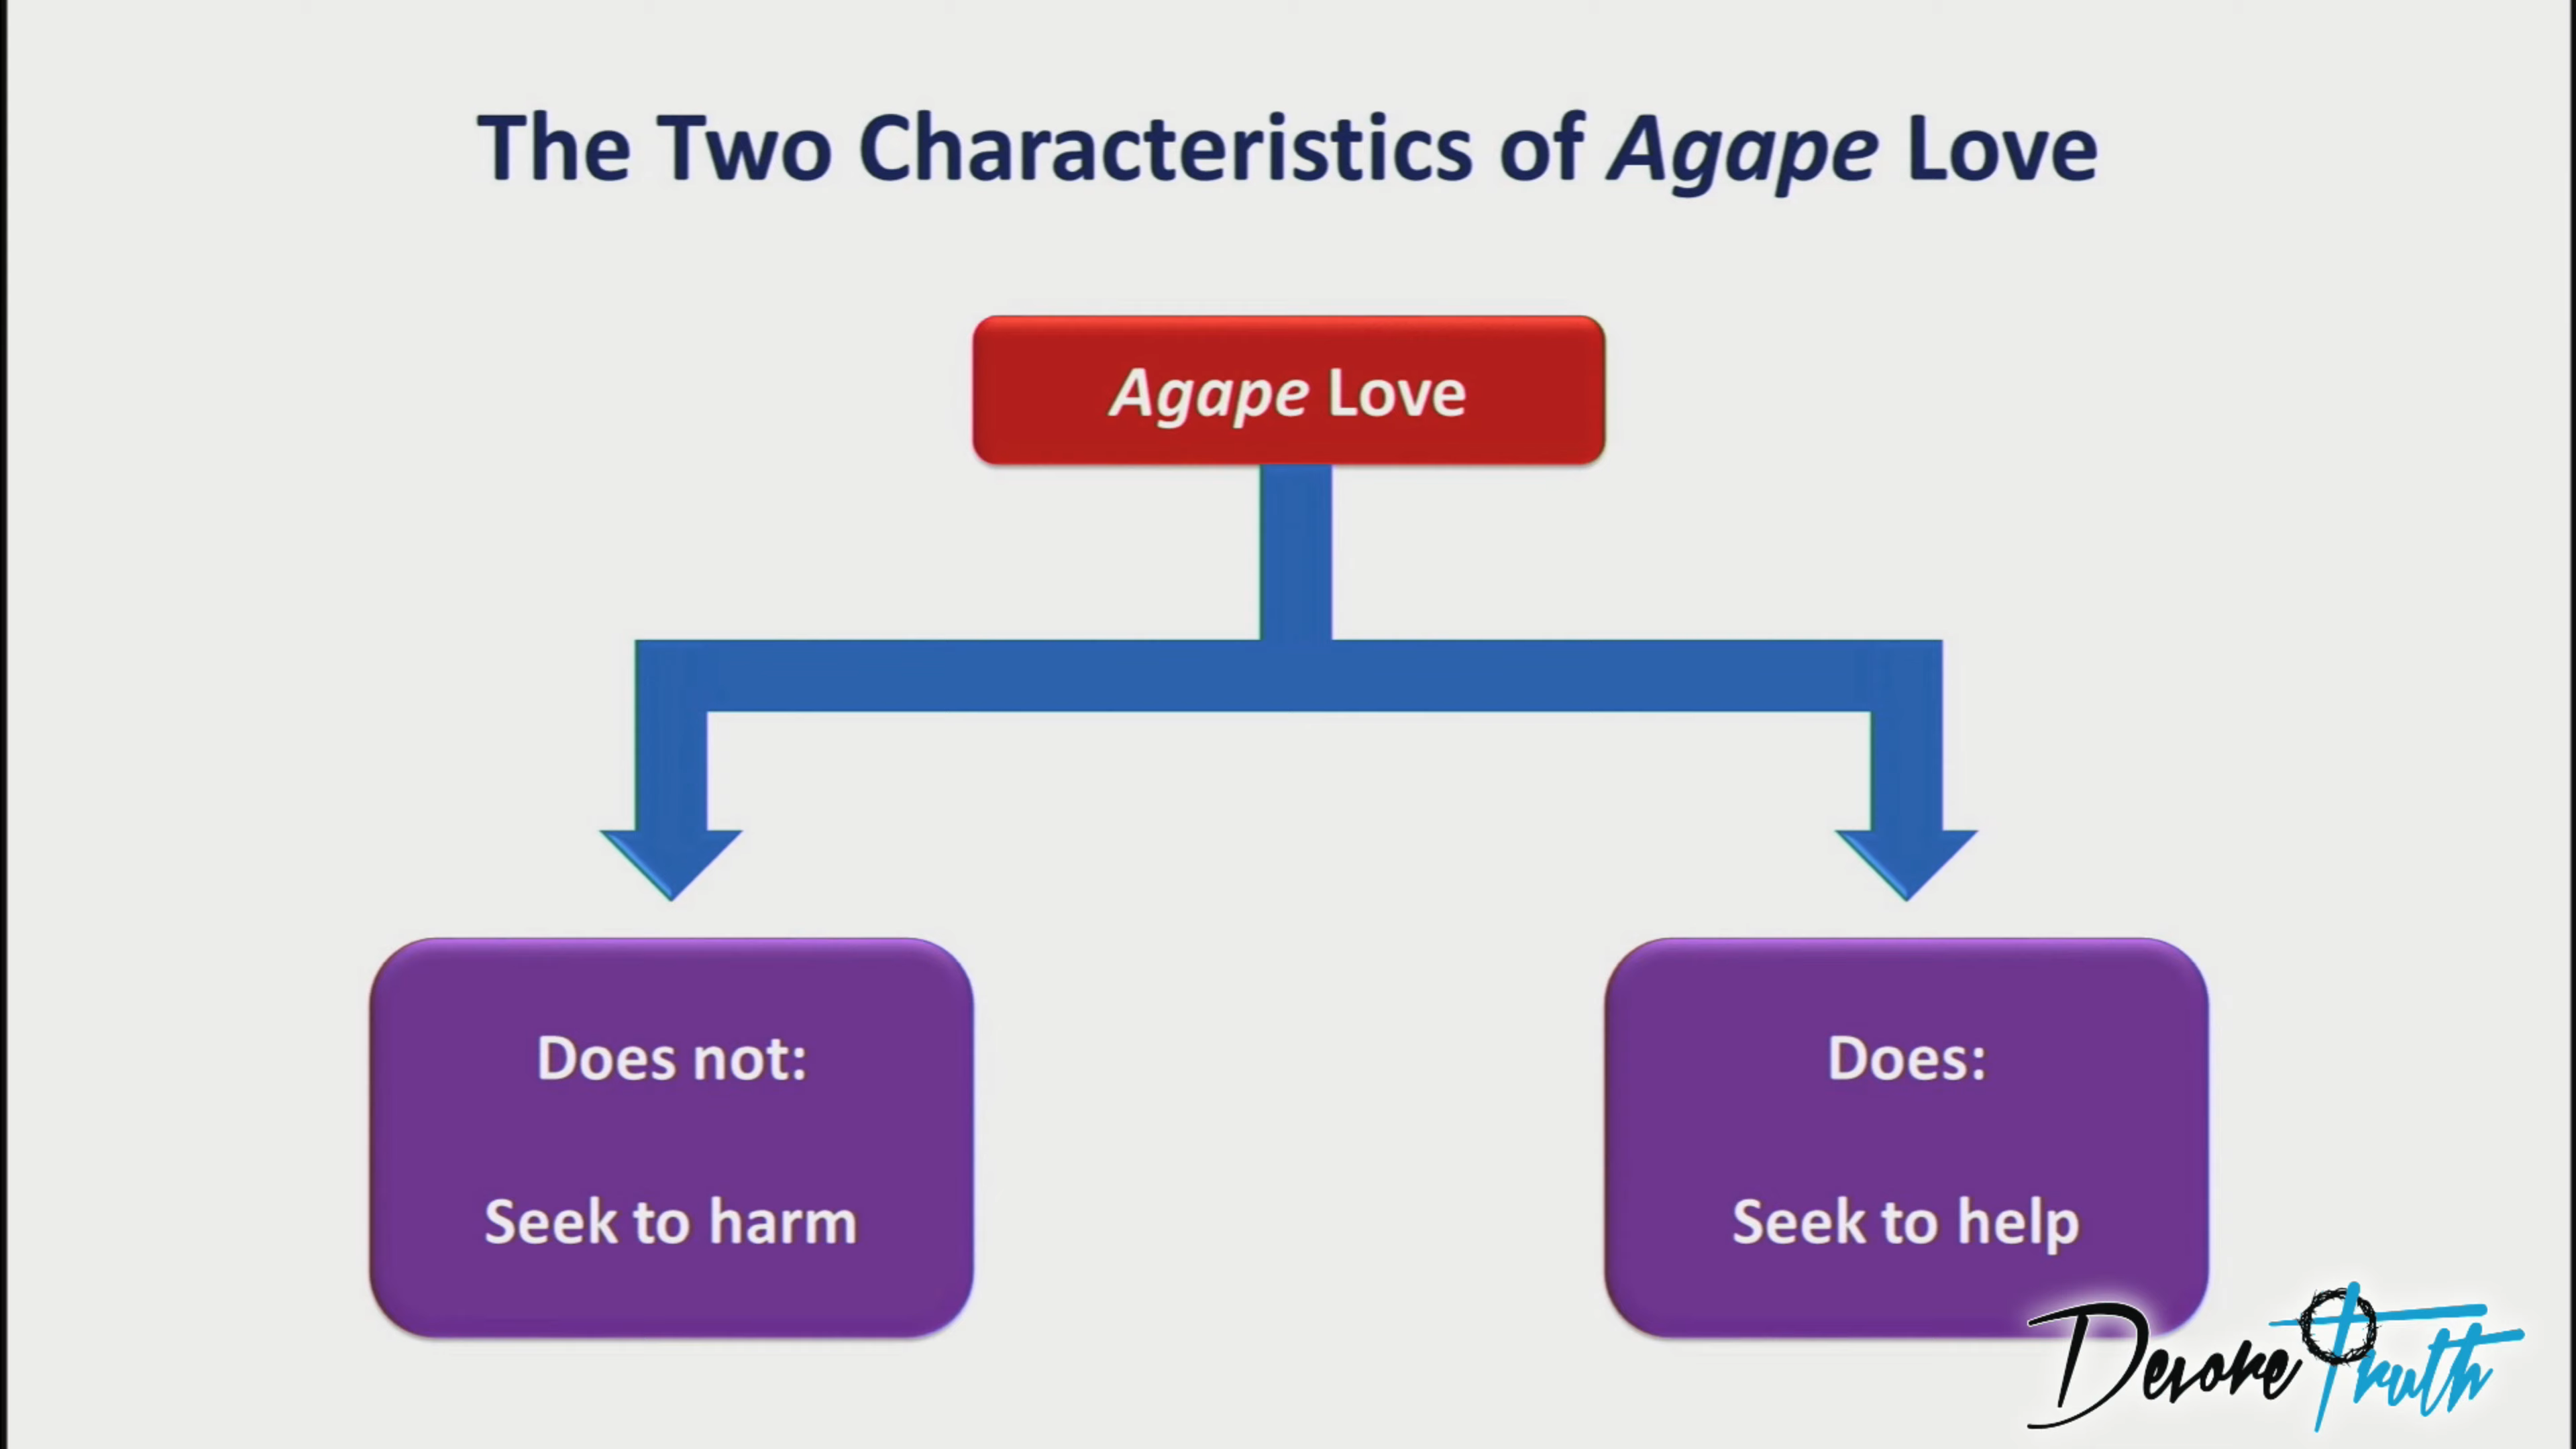 The Two Characteristics of Agape Love
Agape Love
Does not:
Seek to harm
Does:
Seek to help
Devore Truth